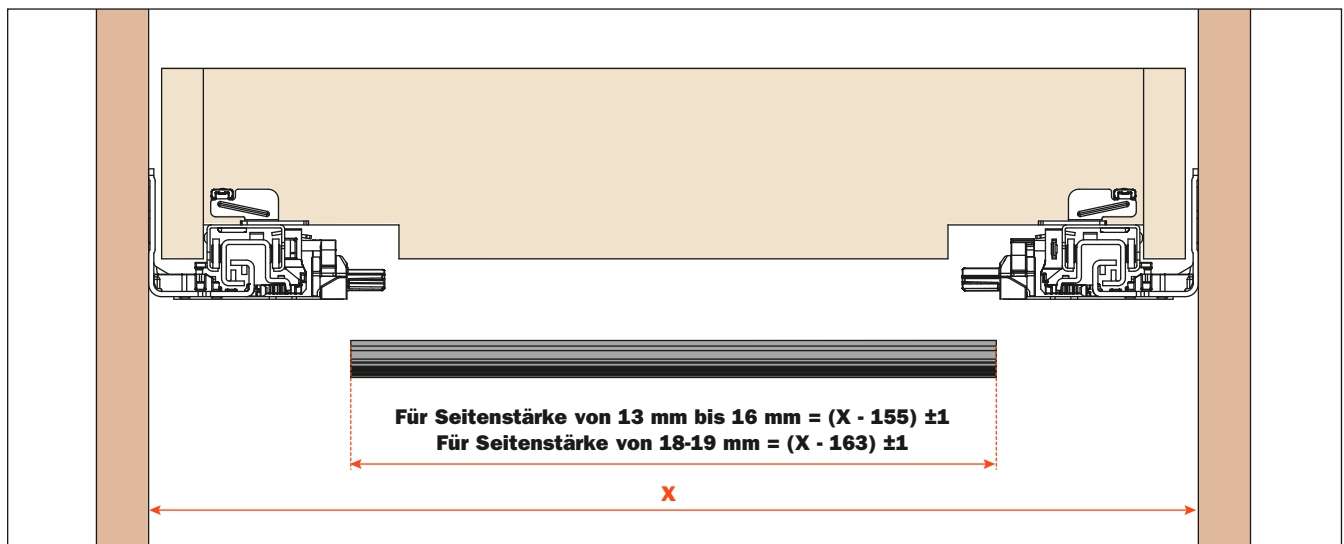 Für Seitenstärke von 13 mm bis 16 mm = (X - 155) ±1
Für Seitenstärke von 18-19 mm = (X - 163) ±1
X